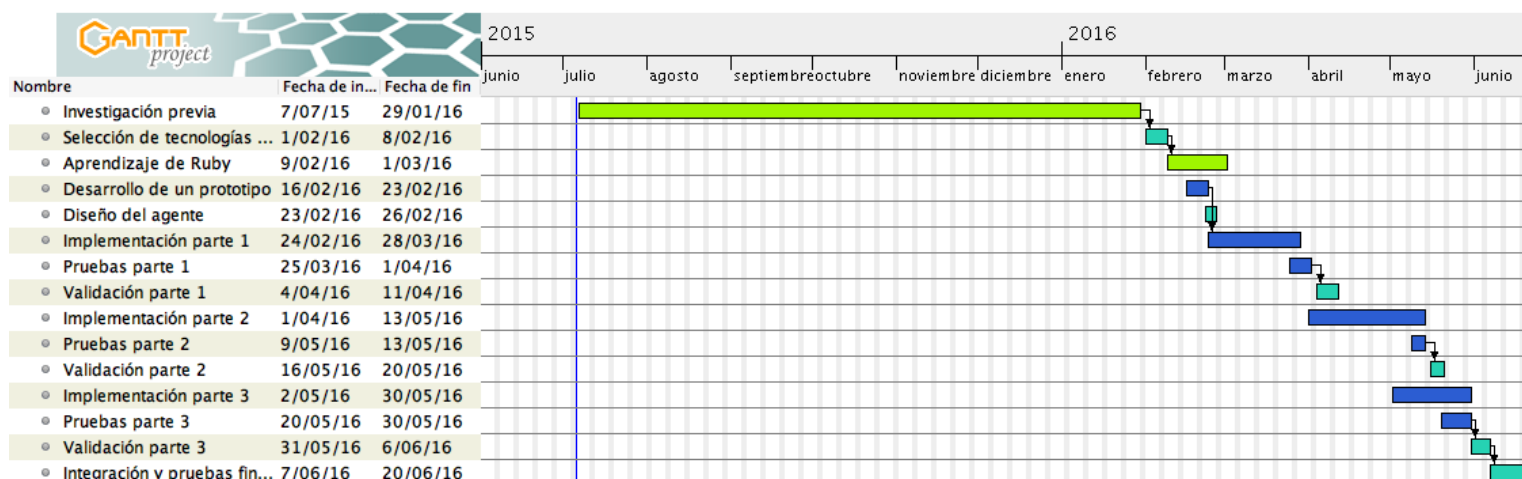 GANTT
project
2015 2016
junio julio agosto septiembre octubre noviembre diciembre enero febrero marzo abril mayo junio
Nombre Fecha de in... Fecha de fin
Investigación previa 7/07/15 29/01/16
Selección de tecnologías ... 1/02/16 8/02/16
Aprendizaje de Ruby 9/02/16 1/03/16
Desarrollo de un prototipo 16/02/16 23/02/16
Diseño del agente 23/02/16 26/02/16
Implementación parte 1 24/02/16 28/03/16
Pruebas parte 1 25/03/16 1/04/16
Validación parte 1 4/04/16 11/04/16
Implementación parte 2 1/04/16 13/05/16
Pruebas parte 2 9/05/16 13/05/16
Validación parte 2 16/05/16 20/05/16
Implementación parte 3 2/05/16 30/05/16
Pruebas parte 3 20/05/16 30/05/16
Validación parte 3 31/05/16 6/06/16
Integración y pruebas fin... 7/06/16 20/06/16